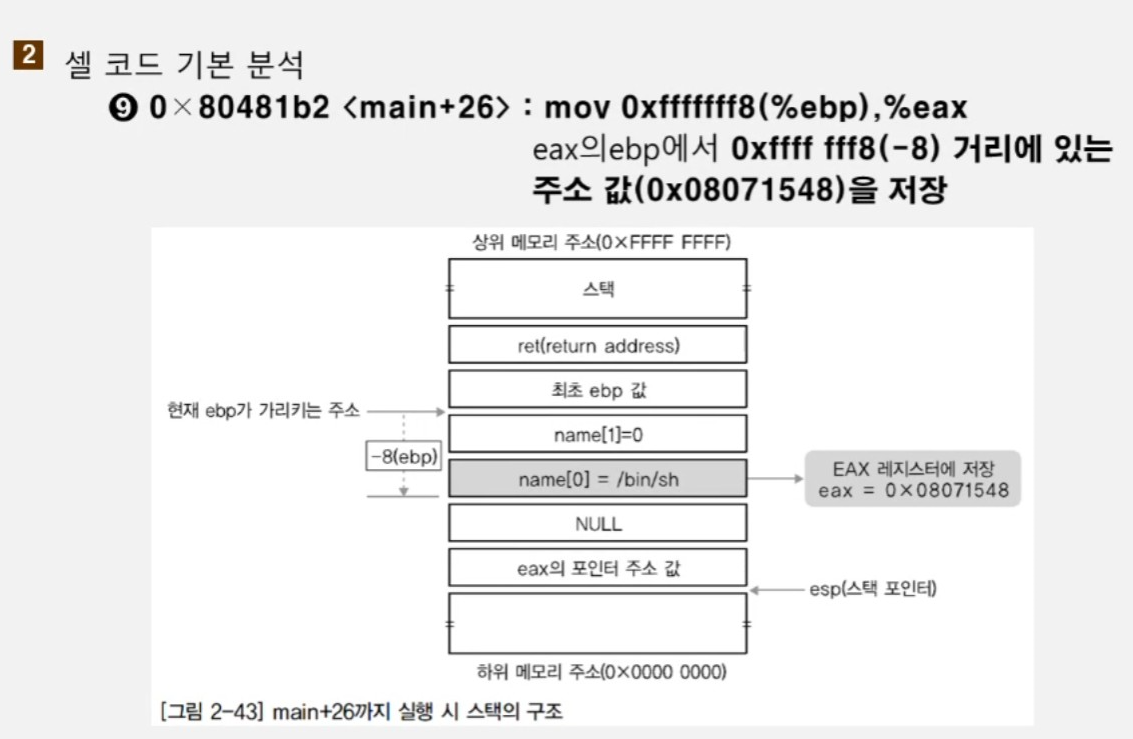 2 셀 코드 기본 분석
❾ 0×80481b2 <main+26> : mov 0xfffffff8(%ebp),%eax
eax의ebp에서 0xffff fff8(-8) 거리에 있는
주소 값(0x08071548)을 저장
상위 메모리 주소(0×FFFF FFFF)
스택
ret(return address)
최초 ebp 값
현재 ebp가 가리키는 주소
name[1]=0
-8(ebp)
name[0] = /bin/sh
EAX 레지스터에 저장
eax = 0×08071548
NULL
eax의 포인터 주소 값
esp(스택 포인터)
하위 메모리 주소(0×0000 0000)
[그림 2-43] main+26까지 실행 시 스택의 구조